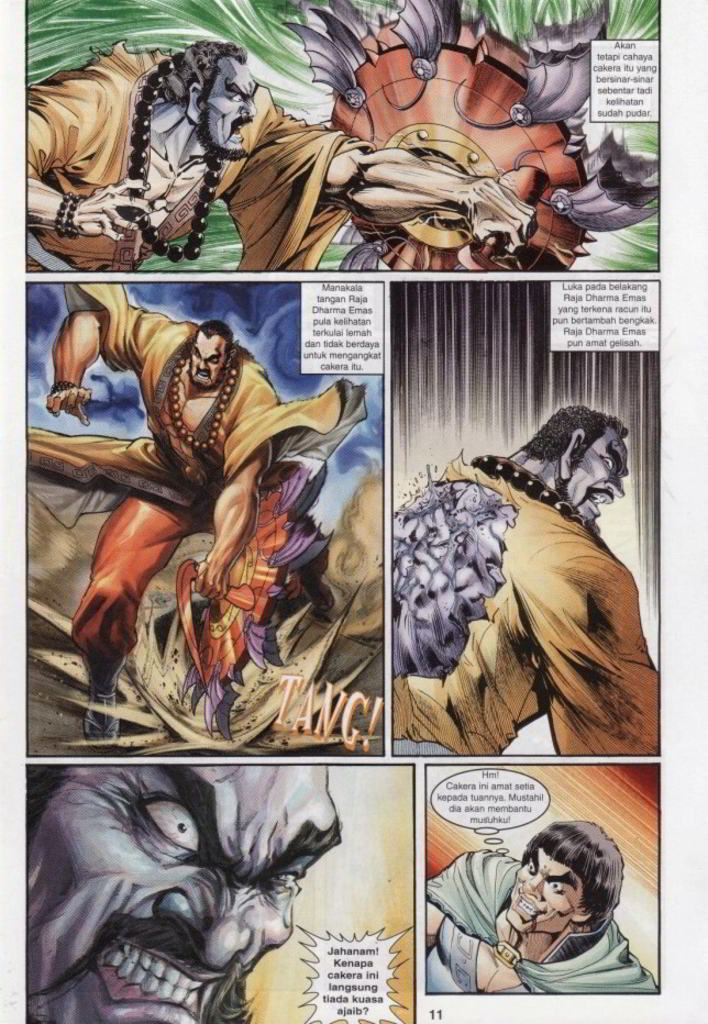 Akan
tetapi cahaya
cakera itu yang
bersinar-sinar
sebentar tadi
kelihatan
sudah pudar.
Manakala
tangan Raja
Dharma Emas
pula kelihatan
terkulai lemah
dan tidak berdaya
untuk mengangkat
cakera itu.
Luka pada belakang
Raja Dharma Emas
yang terkena racun itu
pun bertambah bengkak.
Raja Dharma Emas
pun amat gelisah.
TANG!
Jahanam!
Kenapa
cakera ini
langsung
tiada kuasa
ajaib?
Hm!
Cakera ini amat setia
kepada tuannya. Mustahil
dia akan membantu
musuhku!
11